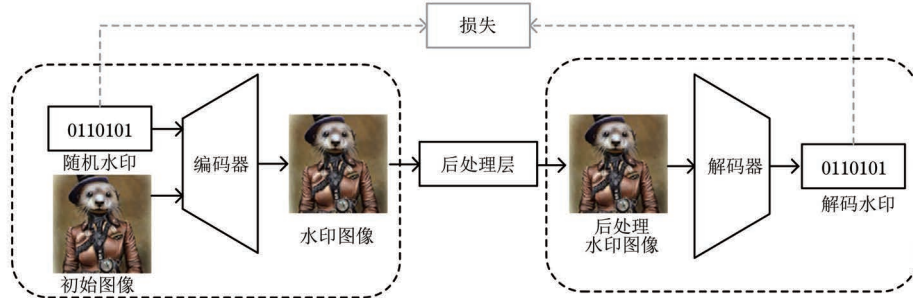 损失
0110101
随机水印
初始图像
编码器
水印图像
后处理层
后处理
水印图像
解码器
0110101
解码水印